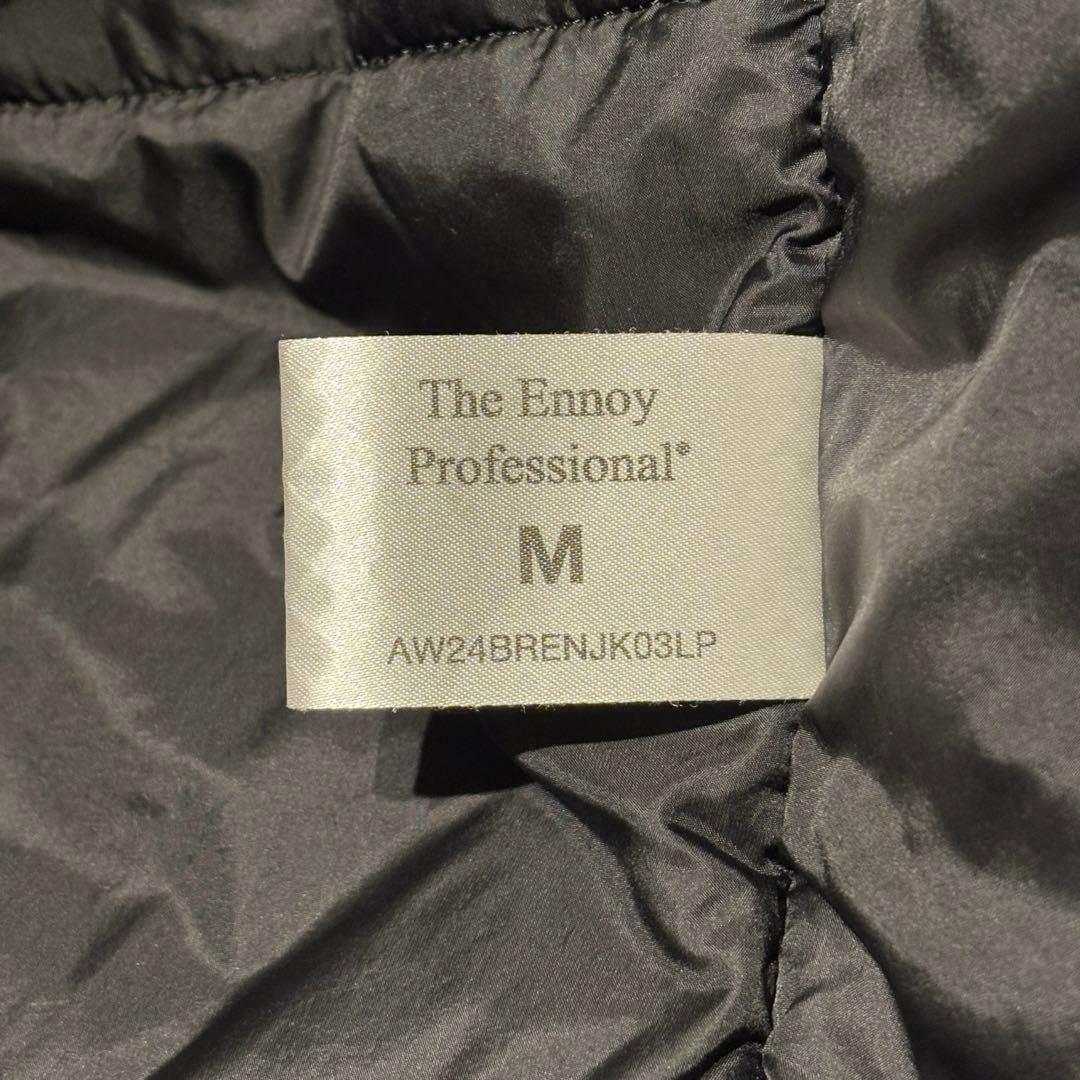 The Ennoy
Professional®
M
AW24BRENJK03LP